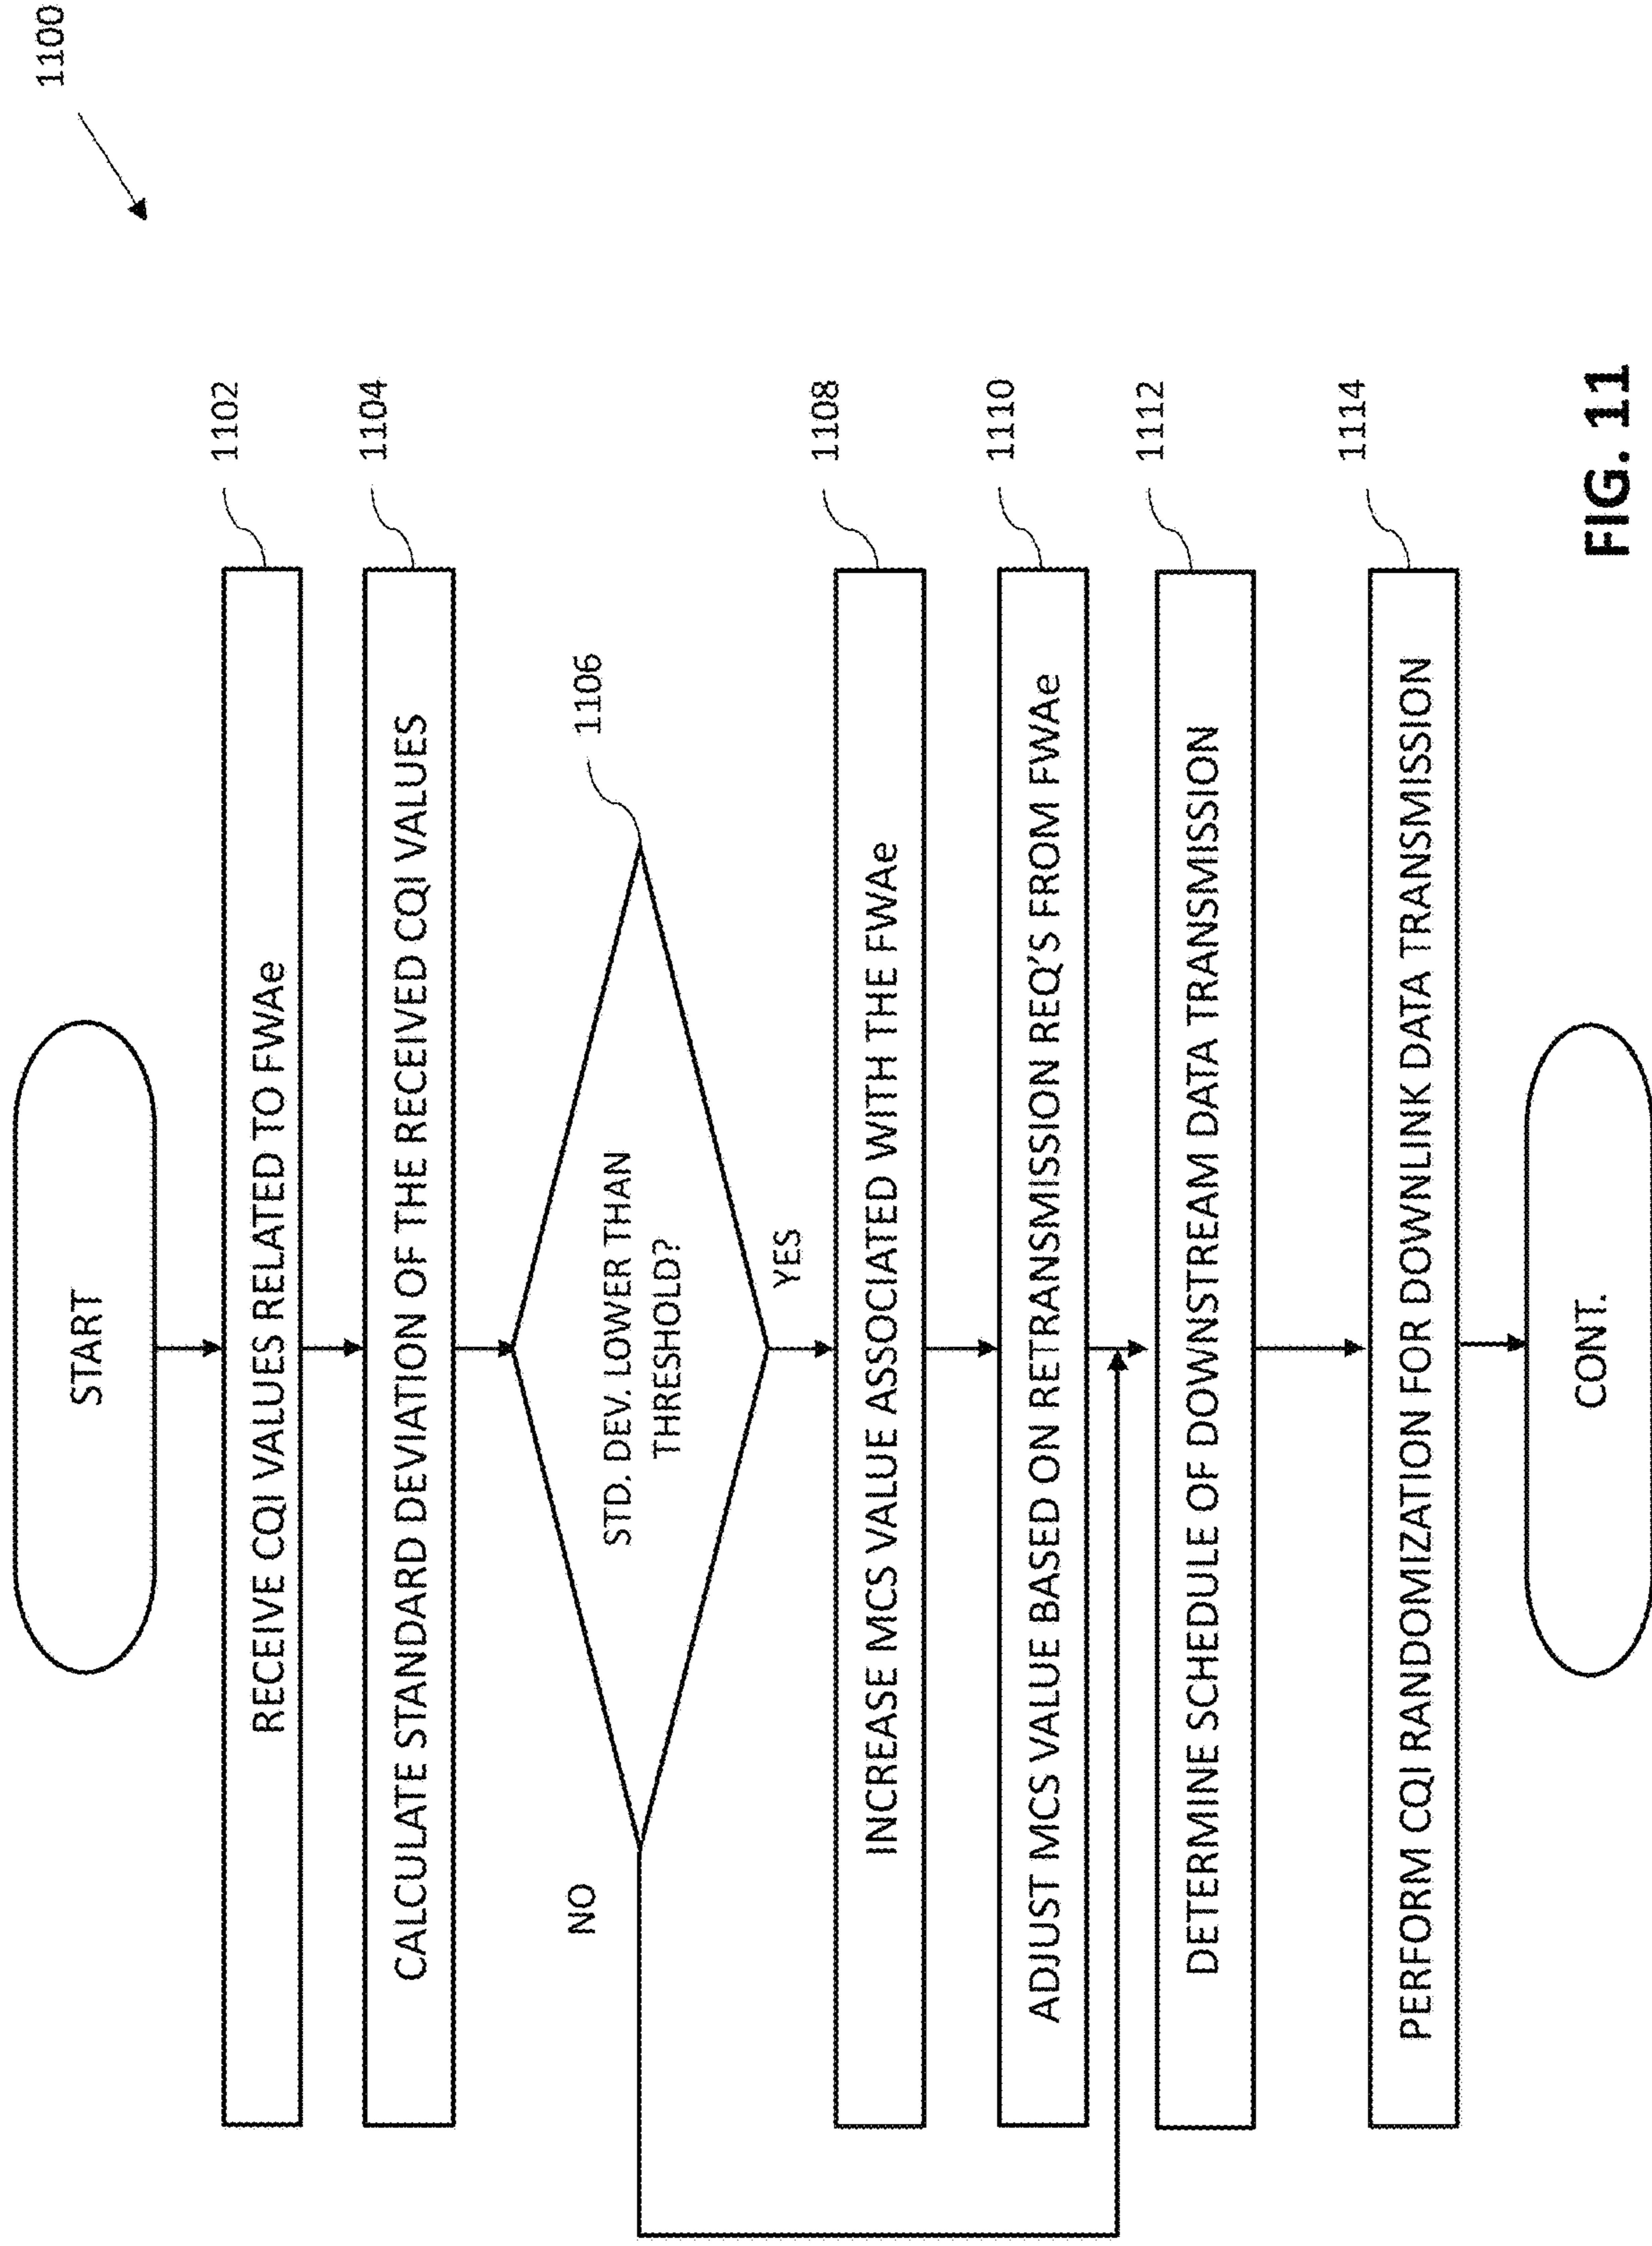 1100
START
RECEIVE CQI VALUES RELATED TO FWAe
1102
CALCULATE STANDARD DEVIATION OF THE RECEIVED CQI VALUES
1104
STD. DEV. LOWER THAN
THRESHOLD?
1106
NO
YES
INCREASE MCS VALUE ASSOCIATED WITH THE FWAe
1108
ADJUST MCS VALUE BASED ON RETRANSMISSION REQ'S FROM FWAe
1110
DETERMINE SCHEDULE OF DOWNSTREAM DATA TRANSMISSION
1112
PERFORM CQI RANDOMIZATION FOR DOWNLINK DATA TRANSMISSION
1114
CONT.
FIG. 11